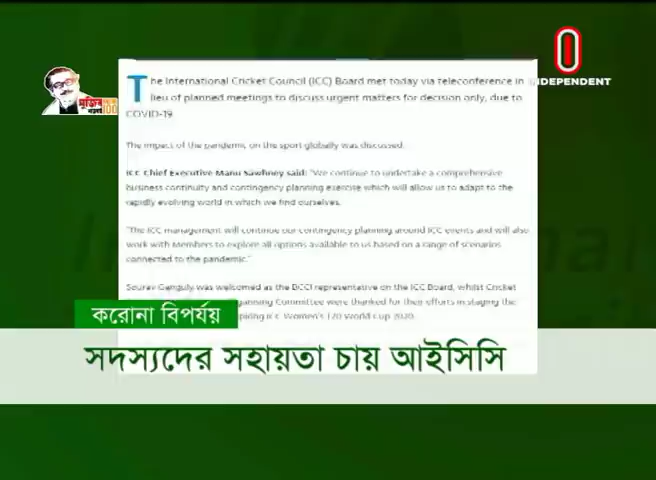 The International Cricket Council (ICC) Board met today via teleconference in
lieu of planned meetings to discuss urgent matters for decision only, due to
COVID-19.
INDEPENDENT
মুজিব
100
The impact of the pandemic on the sport globally was discussed.
ICC Chief Executive Manu Sawhney said: "We continue to undertake a comprehensive
business continuity and contingency planning exercise which will allow us to adapt to the
rapidly evolving world in which we find ourselves.
"The ICC management will continue our contingency planning around ICC events and will also
work with Members to explore all options available to us based on a range of scenarios
connected to the pandemic."
Sourav Ganguly was welcomed as the BCCI representative on the ICC Board, whilst Cricket
ganising Committee were thanked for their efforts in staging the
ICC Women's T20 World Cup 2020.
করোনা বিপর্যয়
সদস্যদের সহায়তা চায় আইসিসি